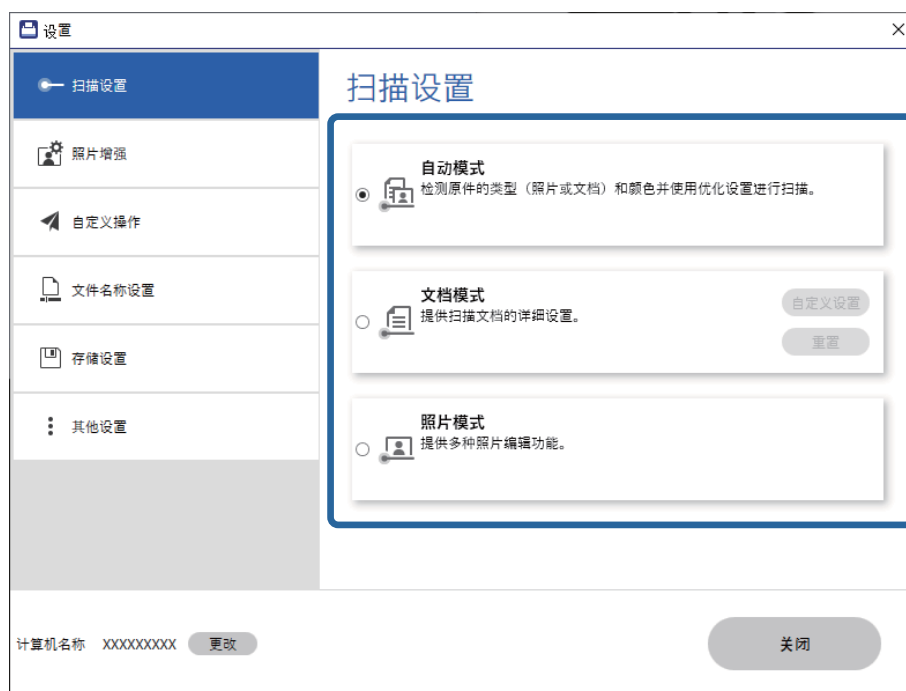 设置
扫描设置
照片增强
自定义操作
文件名称设置
存储设置
其他设置
扫描设置
自动模式
检测原件的类型（照片或文档）和颜色并使用优化设置进行扫描。
文档模式
提供扫描文档的详细设置。
自定义设置
重置
照片模式
提供多种照片编辑功能。
计算机名称 XXXXXXXXX 更改
关闭